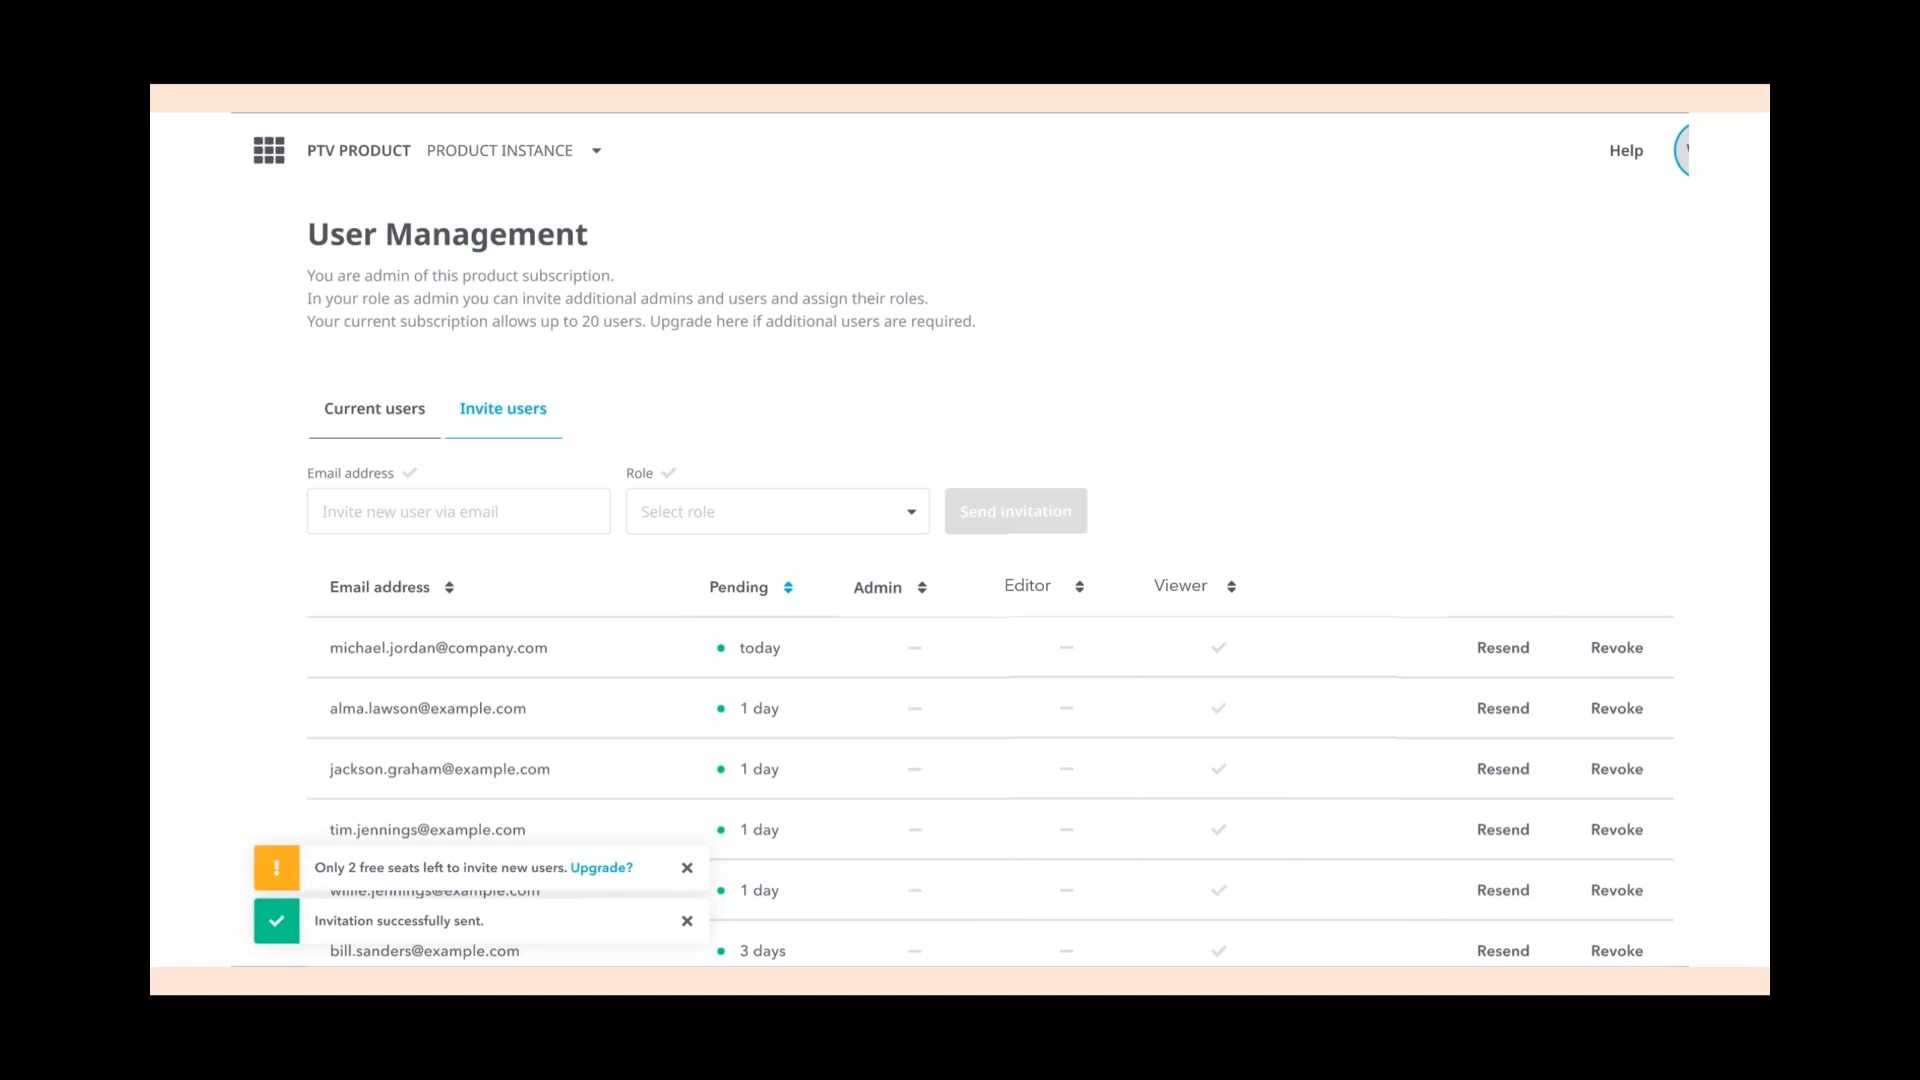 PTV PRODUCT PRODUCT INSTANCE Help
User Management
You are admin of this product subscription.
In your role as admin you can invite additional admins and users and assign their roles.
Your current subscription allows up to 20 users. Upgrade here if additional users are required.
Current users Invite users
Email address Role
Invite new user via email Select role Send invitation
Email address Pending Admin Editor Viewer
michael.jordan@company.com today Resend Revoke
alma.lawson@example.com 1 day Resend Revoke
jackson.graham@example.com 1 day Resend Revoke
tim.jennings@example.com 1 day Resend Revoke
Only 2 free seats left to invite new users. Upgrade?
willie.jennings@example.com 1 day Resend Revoke
Invitation successfully sent.
bill.sanders@example.com 3 days Resend Revoke